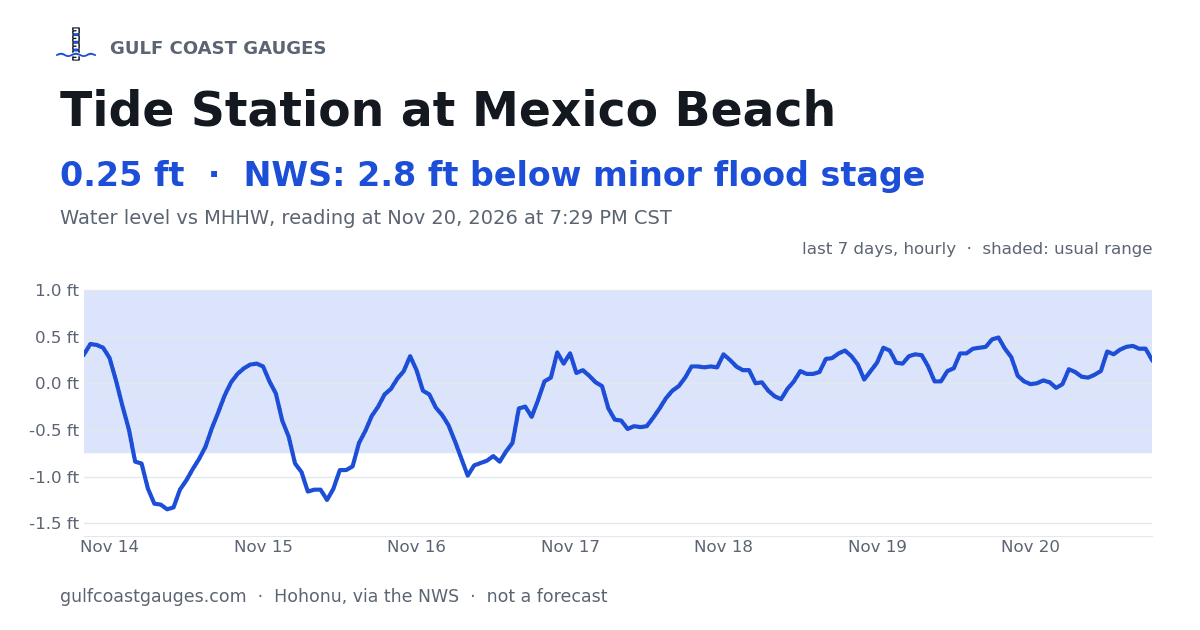 GULF COAST GAUGES
Tide Station at Mexico Beach
0.25 ft · NWS: 2.8 ft below minor flood stage
Water level vs MHHW, reading at Nov 20, 2026 at 7:29 PM CST
last 7 days, hourly · shaded: usual range
1.0 ft
0.5 ft
0.0 ft
-0.5 ft
-1.0 ft
-1.5 ft
Nov 14 Nov 15 Nov 16 Nov 17 Nov 18 Nov 19 Nov 20
gulfcoastgauges.com · Hohonu, via the NWS · not a forecast